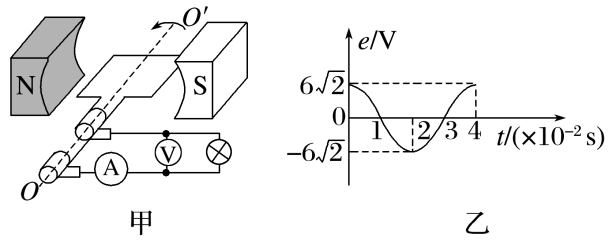 O′
N
S
V
A
O
甲
e/V
6√2
0
1 2 3 4
t/(×10⁻² s)
−6√2
乙